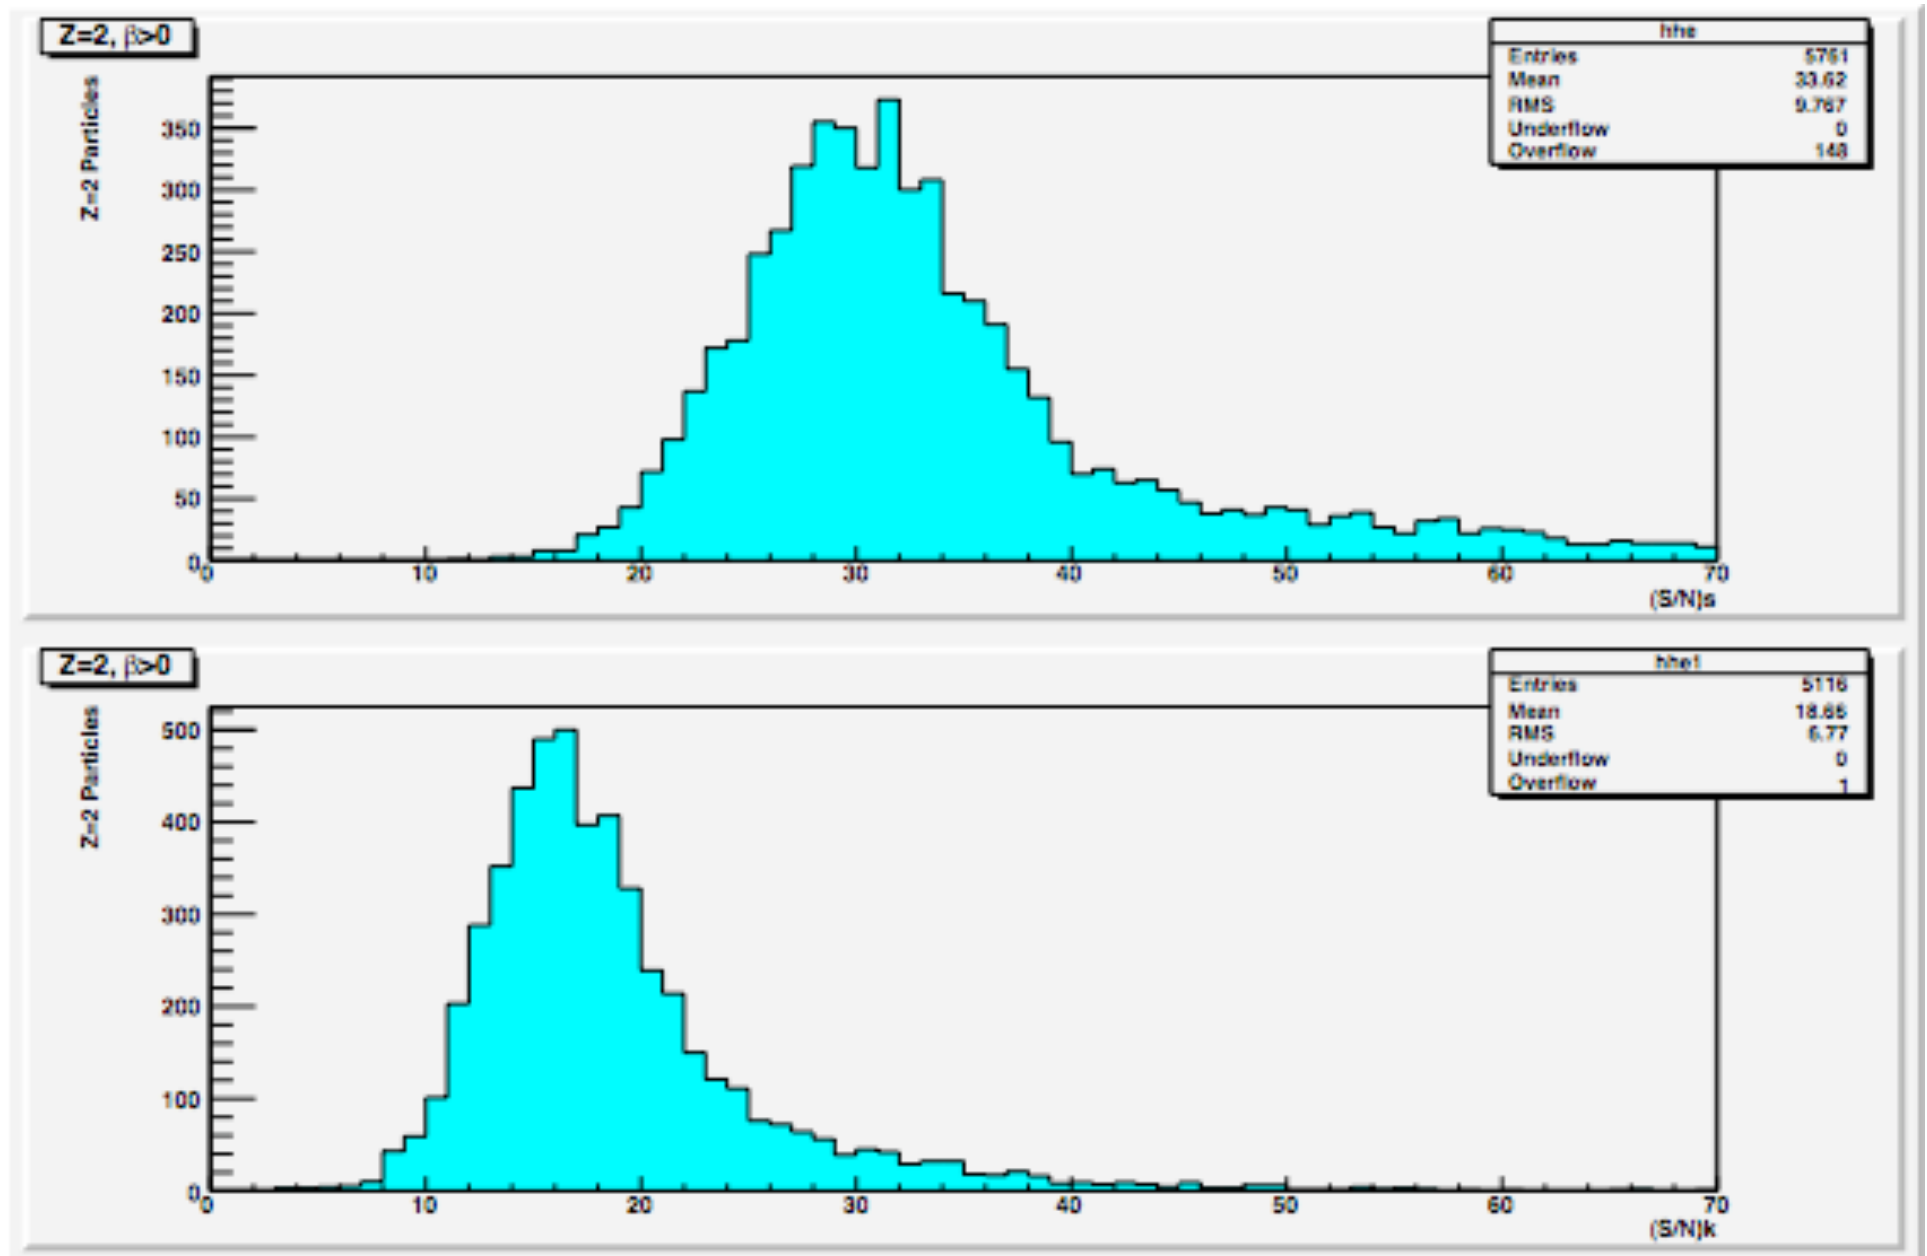 Z=2, β>0
hhe
Entries 5761
Mean 33.62
RMS 9.767
Underflow 0
Overflow 148
Z=2 Particles
350
300
250
200
150
100
50
0
0 10 20 30 40 50 60 70
(S/N)s
Z=2, β>0
hhe1
Entries 5116
Mean 18.66
RMS 6.77
Underflow 0
Overflow 1
Z=2 Particles
500
400
300
200
100
0
0 10 20 30 40 50 60 70
(S/N)k